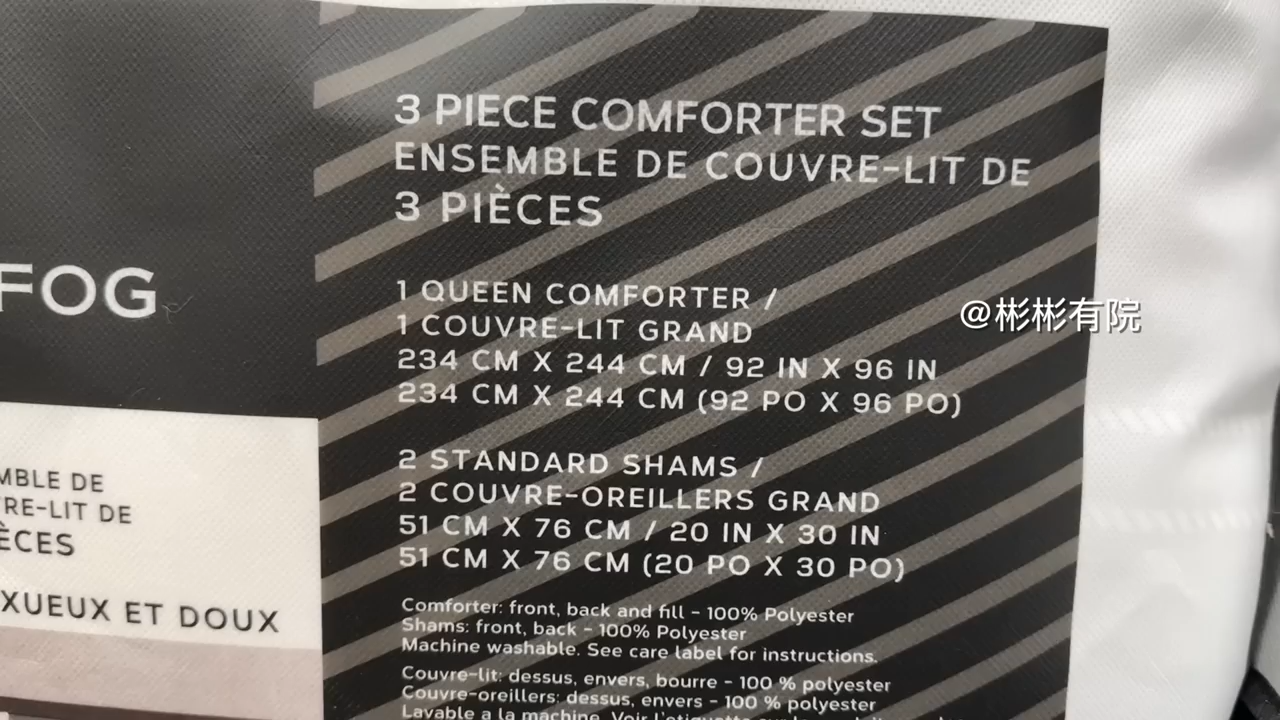 3 PIECE COMFORTER SET
ENSEMBLE DE COUVRE-LIT DE
3 PIÈCES
1 QUEEN COMFORTER /
1 COUVRE-LIT GRAND
234 CM X 244 CM / 92 IN X 96 IN
234 CM X 244 CM (92 PO X 96 PO)
2 STANDARD SHAMS /
2 COUVRE-OREILLERS GRAND
51 CM X 76 CM / 20 IN X 30 IN
51 CM X 76 CM (20 PO X 30 PO)
Comforter: front, back and fill - 100% Polyester
Shams: front, back - 100% Polyester
Machine washable. See care label for instructions.
Couvre-lit: dessus, envers, bourre - 100 % polyester
Couvre-oreillers: dessus, envers - 100 % polyester
Lavable a la machine. Voir l'etiquette sur
FOG
MBLE DE
RE-LIT DE
ÈCES
XUEUX ET DOUX
@彬彬有院